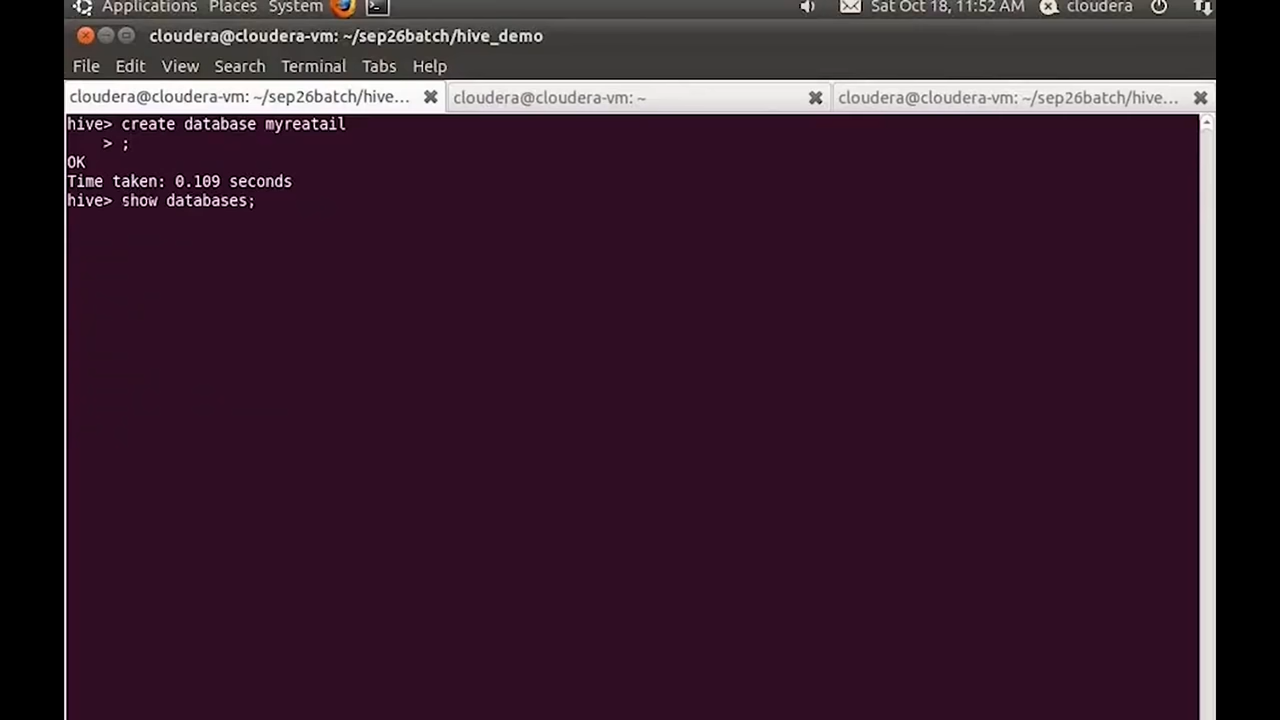 Applications Places System Sat Oct 18, 11:52 AM cloudera
cloudera@cloudera-vm: ~/sep26batch/hive_demo
File Edit View Search Terminal Tabs Help
cloudera@cloudera-vm: ~/sep26batch/hive... cloudera@cloudera-vm: ~ cloudera@cloudera-vm: ~/sep26batch/hive...
hive> create database myreatail
> ;
OK
Time taken: 0.109 seconds
hive> show databases;